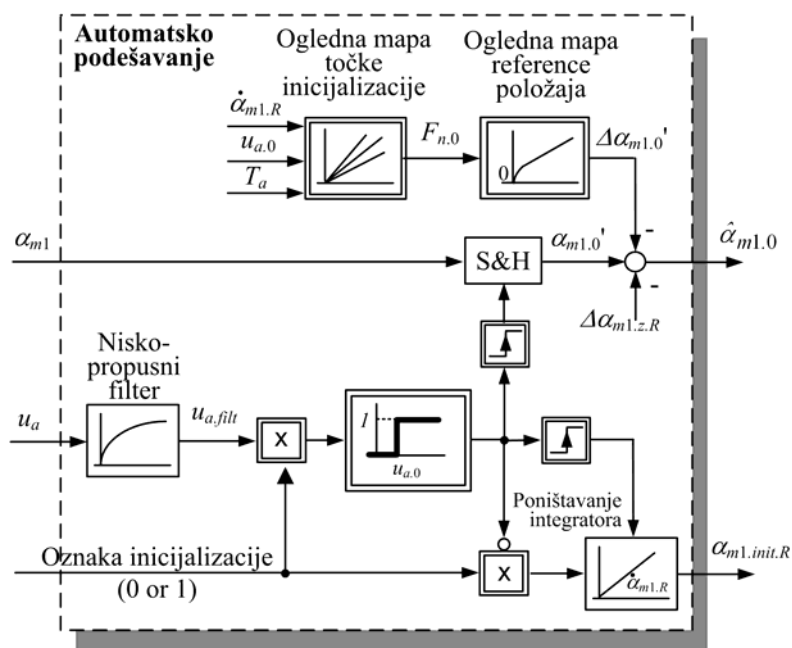 Automatsko
podešavanje
Ogledna mapa
točke
inicijalizacije
Ogledna mapa
reference
položaja
α̇m1.R
ua.0
Ta
Fn.0
0
Δαm1.0'
αm1
S&H
αm1.0'
-
α̂m1.0
-
Δαm1.z.R
Nisko-
propusni
filter
ua
ua.filt
x
1
ua.0
Poništavanje
integratora
Oznaka inicijalizacije
(0 or 1)
x
α̇m1.R
αm1.init.R